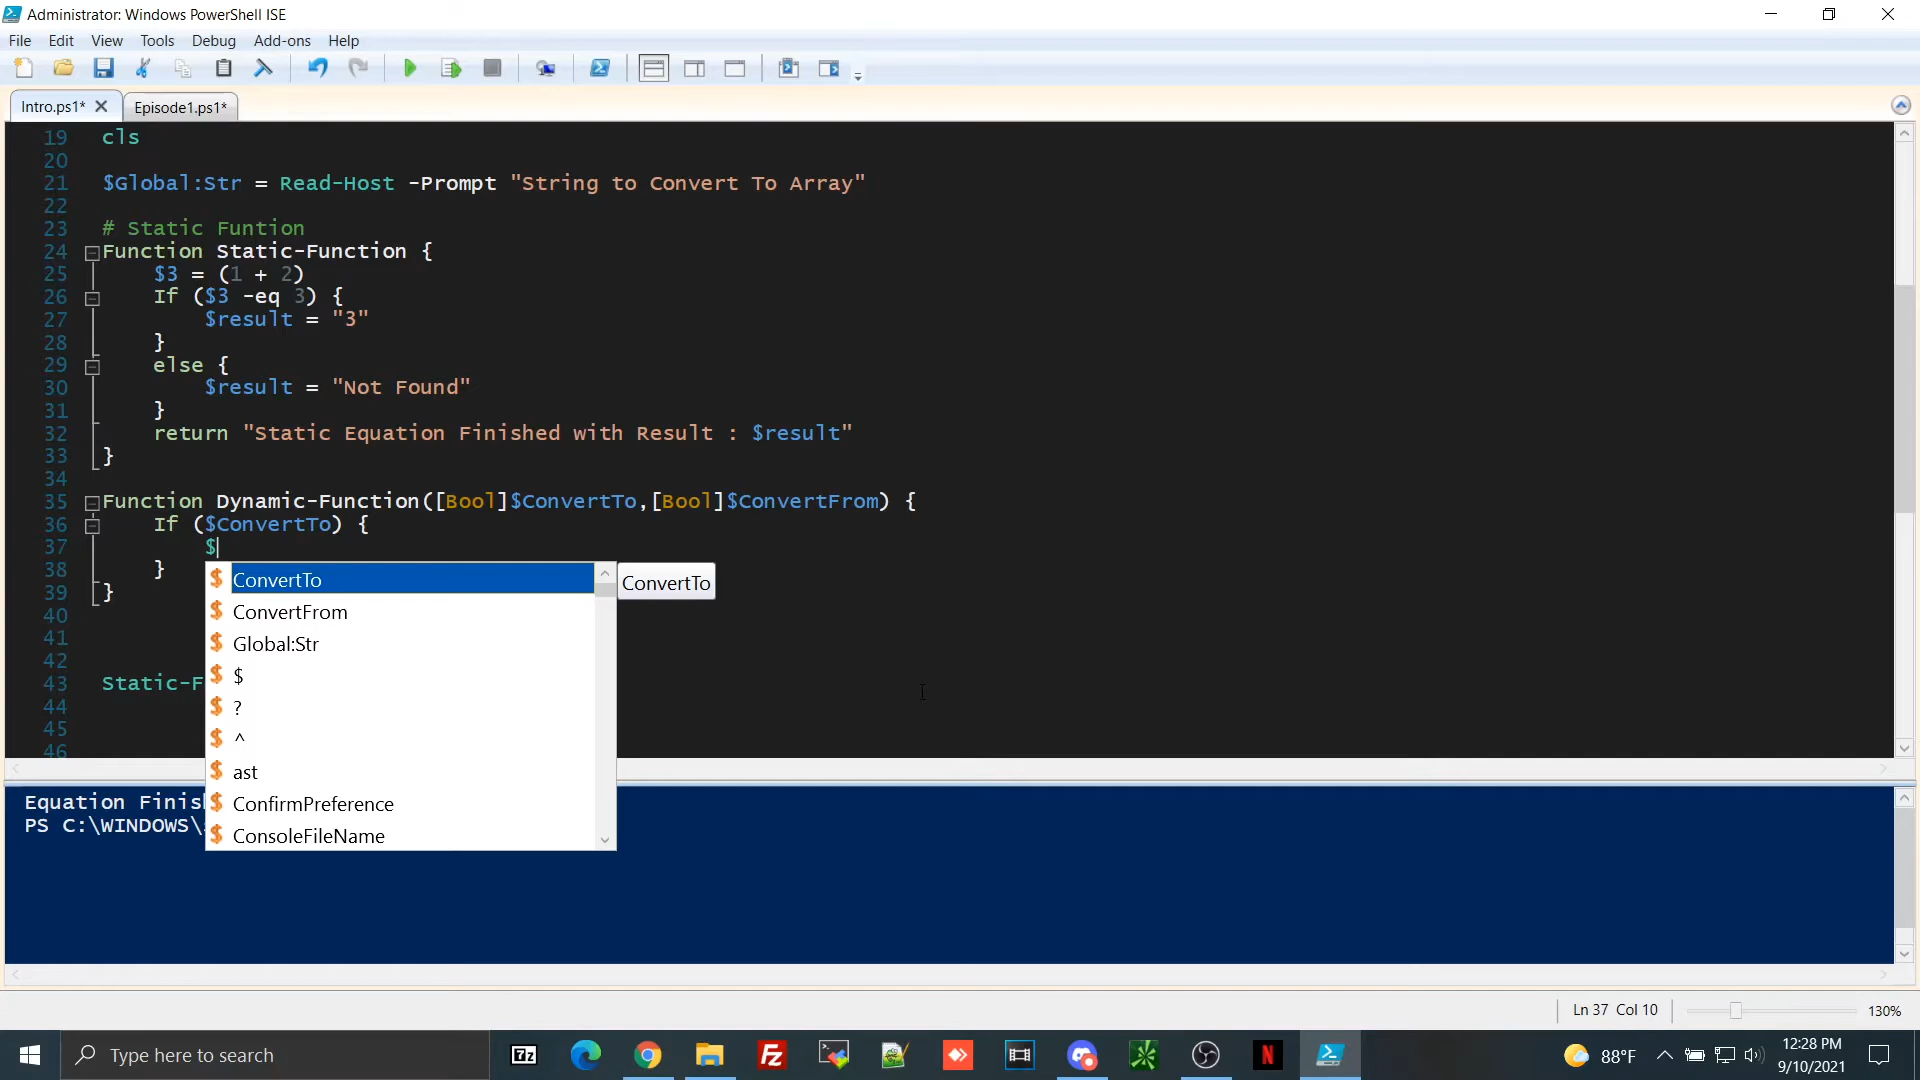 Administrator: Windows PowerShell ISE
File Edit View Tools Debug Add-ons Help
Intro.ps1* Episode1.ps1*
19 cls
20
21 $Global:Str = Read-Host -Prompt "String to Convert To Array"
22
23 # Static Funtion
24 Function Static-Function {
25 $3 = (1 + 2)
26 If ($3 -eq 3) {
27 $result = "3"
28 }
29 else {
30 $result = "Not Found"
31 }
32 return "Static Equation Finished with Result : $result"
33 }
34
35 Function Dynamic-Function([Bool]$ConvertTo,[Bool]$ConvertFrom) {
36 If ($ConvertTo) {
37 $
38 }
39 }
40
41
42
43 Static-F
44
45
46
$ ConvertTo ConvertTo
$ ConvertFrom
$ Global:Str
$ $
$ ?
$ ^
$ ast
$ ConfirmPreference
$ ConsoleFileName
Equation Finis
PS C:\WINDOWS\
Ln 37 Col 10 130%
Type here to search
7z
Fz
N
88°F
12:28 PM
9/10/2021